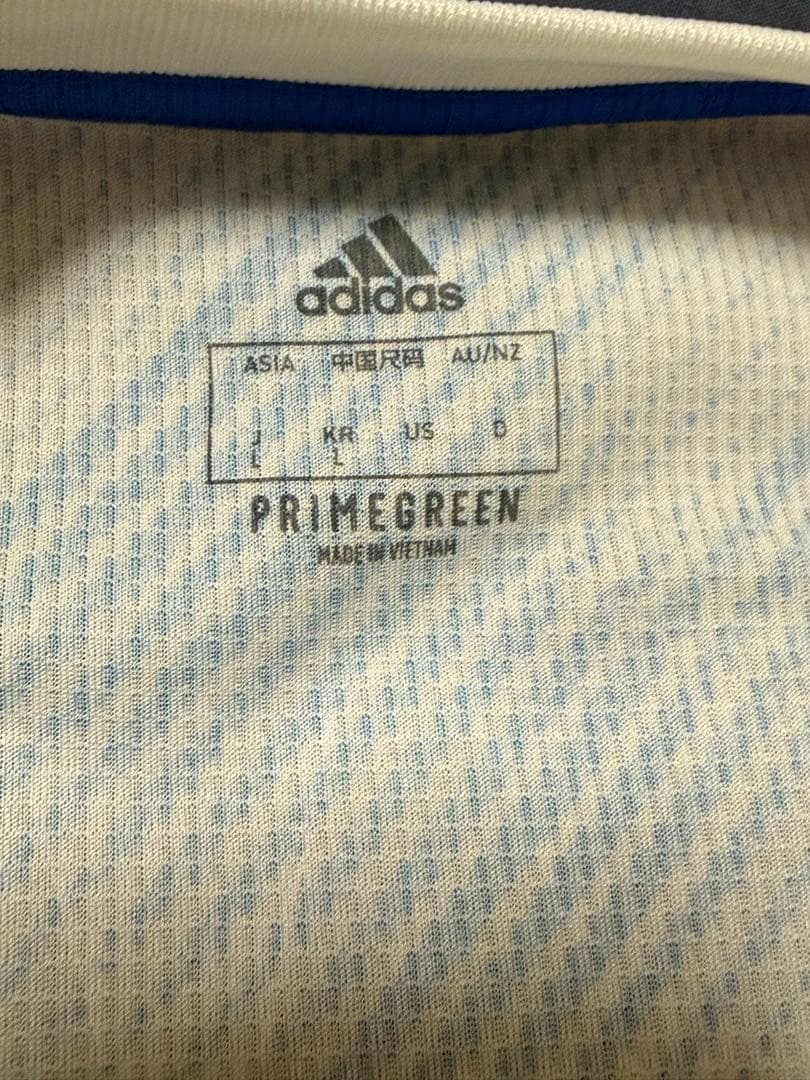 adidas
ASIA 中国尺码 AU/NZ
J KR US D
L L
PRIMEGREEN
MADE IN VIETNAM